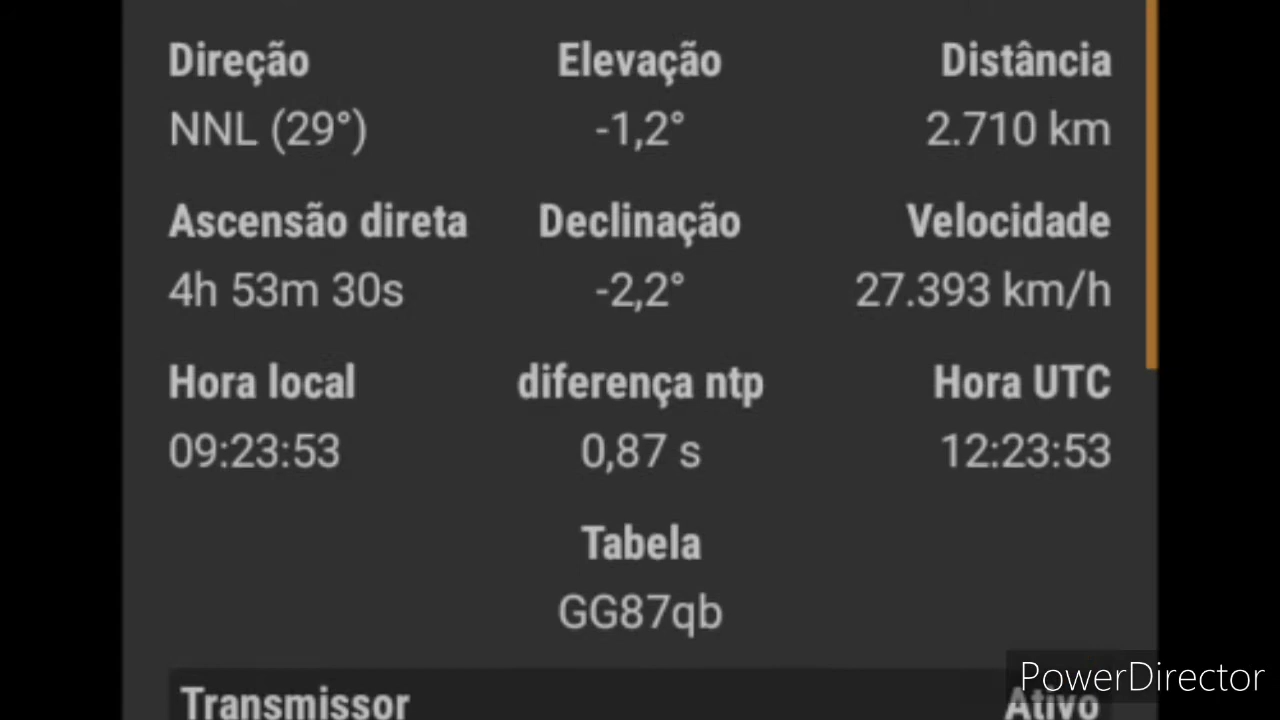 Direção Elevação Distância
NNL (29°) -1,2° 2.710 km
Ascensão direta Declinação Velocidade
4h 53m 30s -2,2° 27.393 km/h
Hora local diferença ntp Hora UTC
09:23:53 0,87 s 12:23:53
Tabela
GG87qb
Transmissor Ativo
PowerDirector